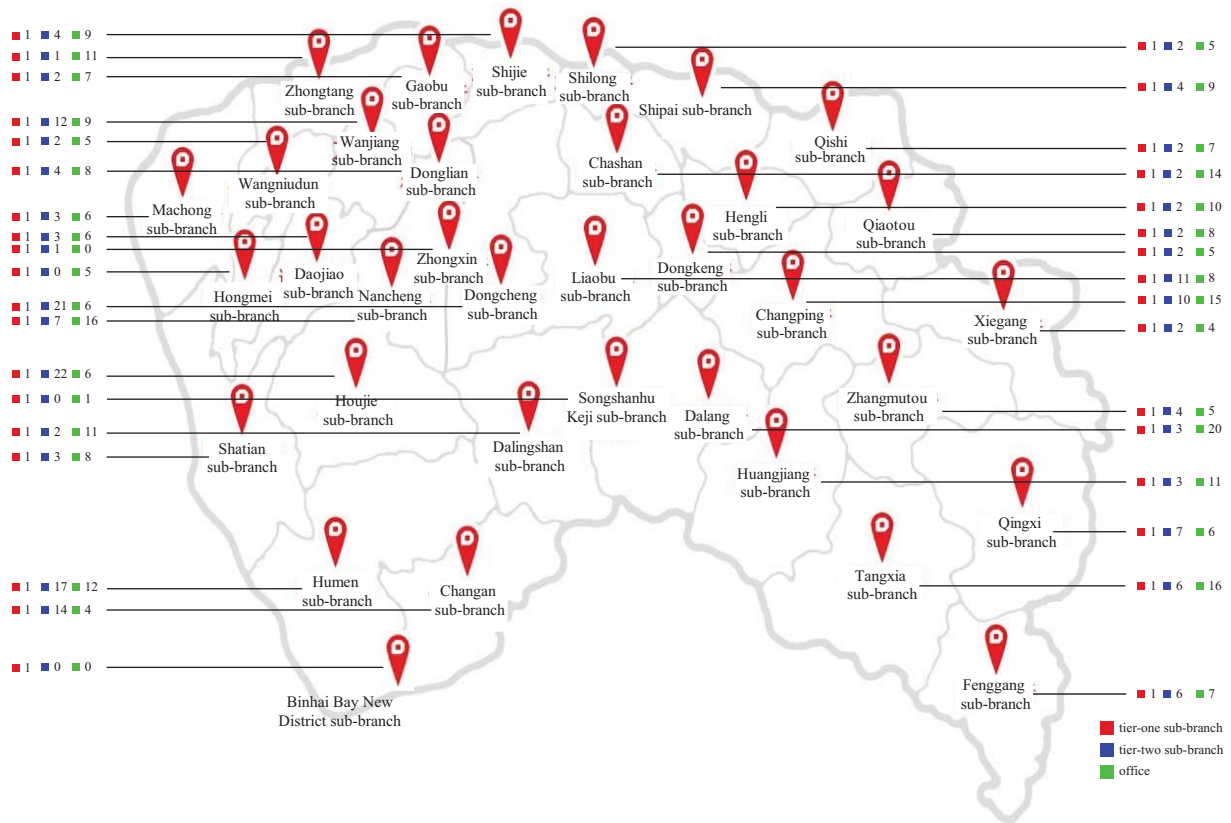 1 4 9
1 1 11
1 2 7
1 12 9
1 2 5
1 4 8
1 3 6
1 3 6
1 1 0
1 0 5
1 21 6
1 7 16
1 22 6
1 0 1
1 2 11
1 3 8
1 17 12
1 14 4
1 0 0
Zhongtang
sub-branch
Gaobu
sub-branch
Shijie
sub-branch
Shilong
sub-branch
Shipai sub-branch
Qishi
sub-branch
Wanjiang
sub-branch
Donglian
sub-branch
Chashan
sub-branch
Wangniudun
sub-branch
Machong
sub-branch
Hengli
sub-branch
Qiaotou
sub-branch
Hongmei
sub-branch
Daojiao
sub-branch
Nancheng
sub-branch
Zhongxin
sub-branch
Dongcheng
sub-branch
Liaobu
sub-branch
Dongkeng
sub-branch
Changping
sub-branch
Xiegang
sub-branch
Houjie
sub-branch
Songshanhu
Keji sub-branch
Dalang
sub-branch
Zhangmutou
sub-branch
Shatian
sub-branch
Dalingshan
sub-branch
Huangjiang
sub-branch
Qingxi
sub-branch
Humen
sub-branch
Changan
sub-branch
Tangxia
sub-branch
Binhai Bay New
District sub-branch
Fenggang
sub-branch
1 2 5
1 4 9
1 2 7
1 2 14
1 2 10
1 2 8
1 2 5
1 11 8
1 10 15
1 2 4
1 4 5
1 3 20
1 3 11
1 7 6
1 6 16
1 6 7
tier-one sub-branch
tier-two sub-branch
office